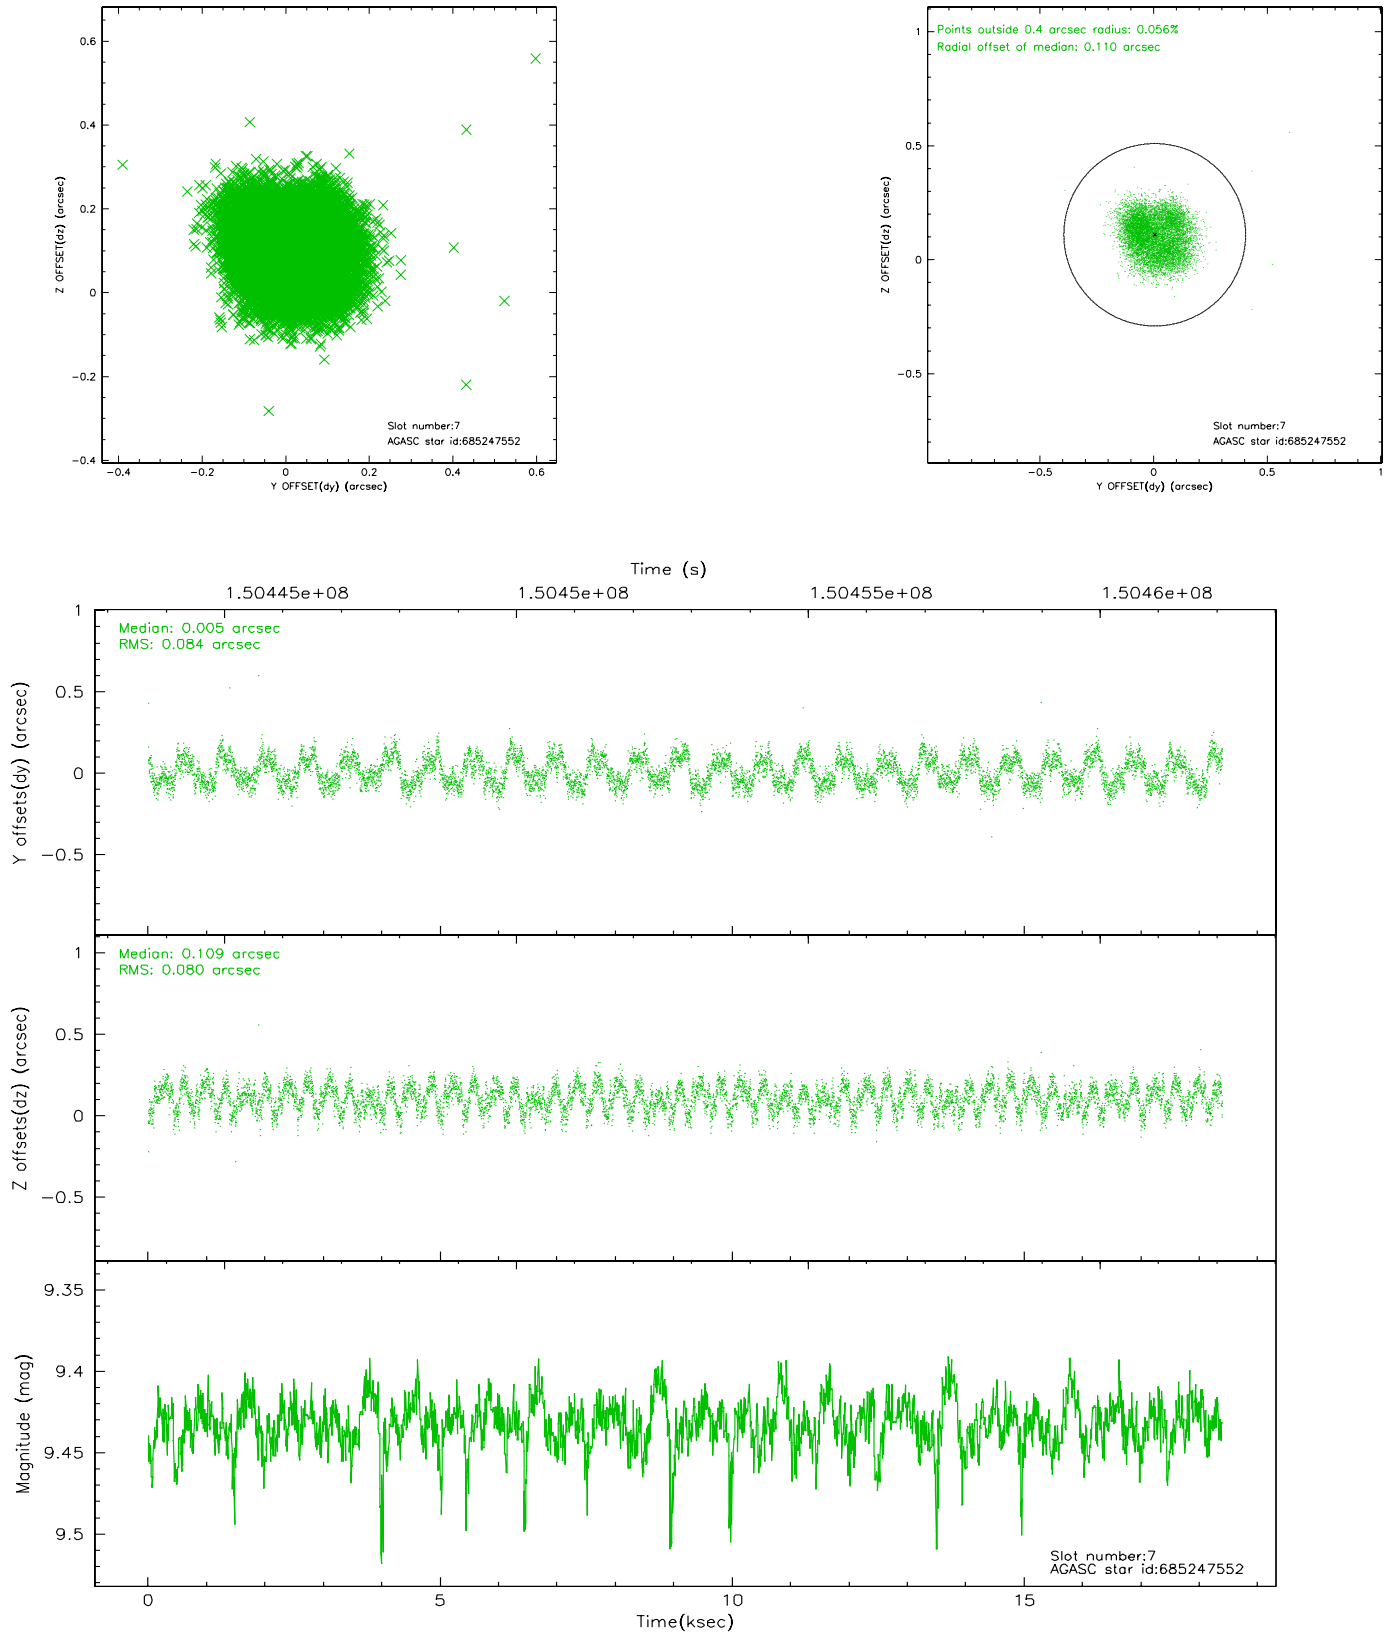 0.6
0.4
0.2
0
−0.2
−0.4
Z OFFSET(dz) (arcsec)
Slot number:7
AGASC star id:685247552
−0.4 −0.2 0 0.2 0.4 0.6
Y OFFSET(dy) (arcsec)
Points outside 0.4 arcsec radius: 0.056%
Radial offset of median: 0.110 arcsec
1
0.5
0
−0.5
Z OFFSET(dz) (arcsec)
Slot number:7
AGASC star id:685247552
−0.5 0 0.5 1
Y OFFSET(dy) (arcsec)
Time (s)
1.50445e+08 1.5045e+08 1.50455e+08 1.5046e+08
Median: 0.005 arcsec
RMS: 0.084 arcsec
1
0.5
0
−0.5
Y offsets(dy) (arcsec)
Median: 0.109 arcsec
RMS: 0.080 arcsec
1
0.5
0
−0.5
Z offsets(dz) (arcsec)
9.35
9.4
9.45
9.5
Magnitude (mag)
Slot number:7
AGASC star id:685247552
0 5 10 15
Time(ksec)